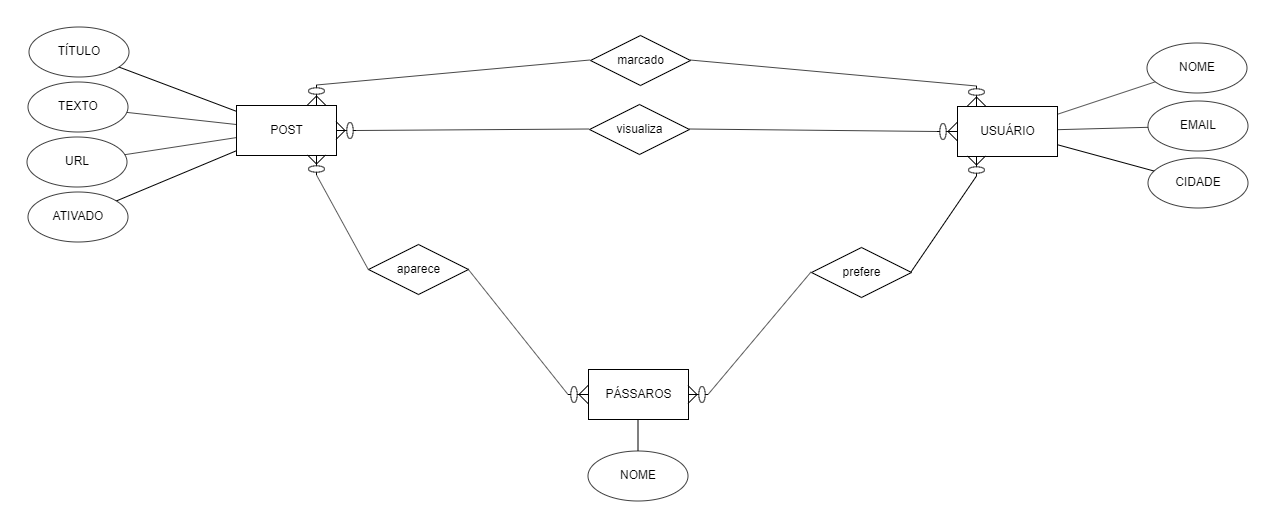 TÍTULO
marcado
NOME
TEXTO
POST
visualiza
USUÁRIO
EMAIL
URL
CIDADE
ATIVADO
aparece
prefere
PÁSSAROS
NOME